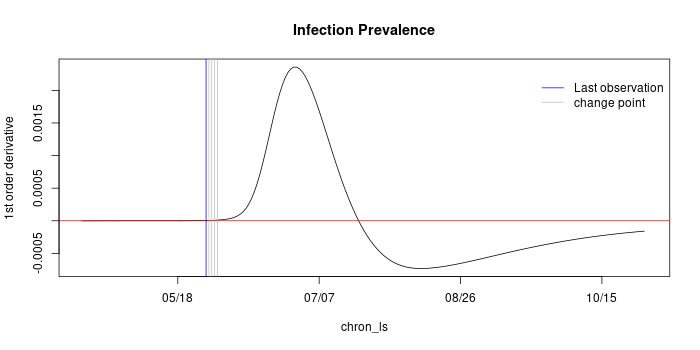 Infection Prevalence
1st order derivative
-0.0005
0.0005
0.0015
Last observation
change point
05/18
07/07
08/26
10/15
chron_ls